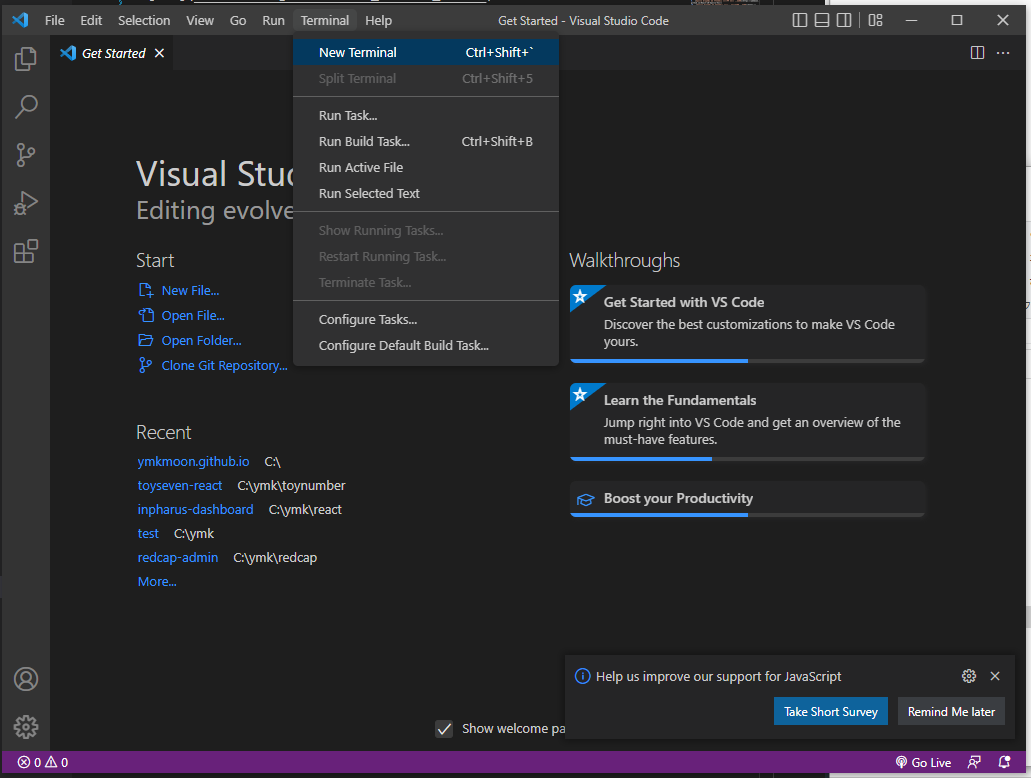 File Edit Selection View Go Run Terminal Help Get Started - Visual Studio Code
Get Started
New Terminal Ctrl+Shift+`
Split Terminal Ctrl+Shift+5
Run Task...
Run Build Task... Ctrl+Shift+B
Run Active File
Run Selected Text
Show Running Tasks...
Restart Running Task...
Terminate Task...
Configure Tasks...
Configure Default Build Task...
Visual
Editing
Start
New File...
Open File...
Open Folder...
Clone Git Repository...
Recent
ymkmoon.github.io C:\
toyseven-react C:\ymk\toynumber
inpharus-dashboard C:\ymk\react
test C:\ymk
redcap-admin C:\ymk\redcap
More...
Walkthroughs
Get Started with VS Code
Discover the best customizations to make VS Code
yours.
Learn the Fundamentals
Jump right into VS Code and get an overview of the
must-have features.
Boost your Productivity
Help us improve our support for JavaScript
Take Short Survey Remind Me later
Show welcome
0 0 Go Live